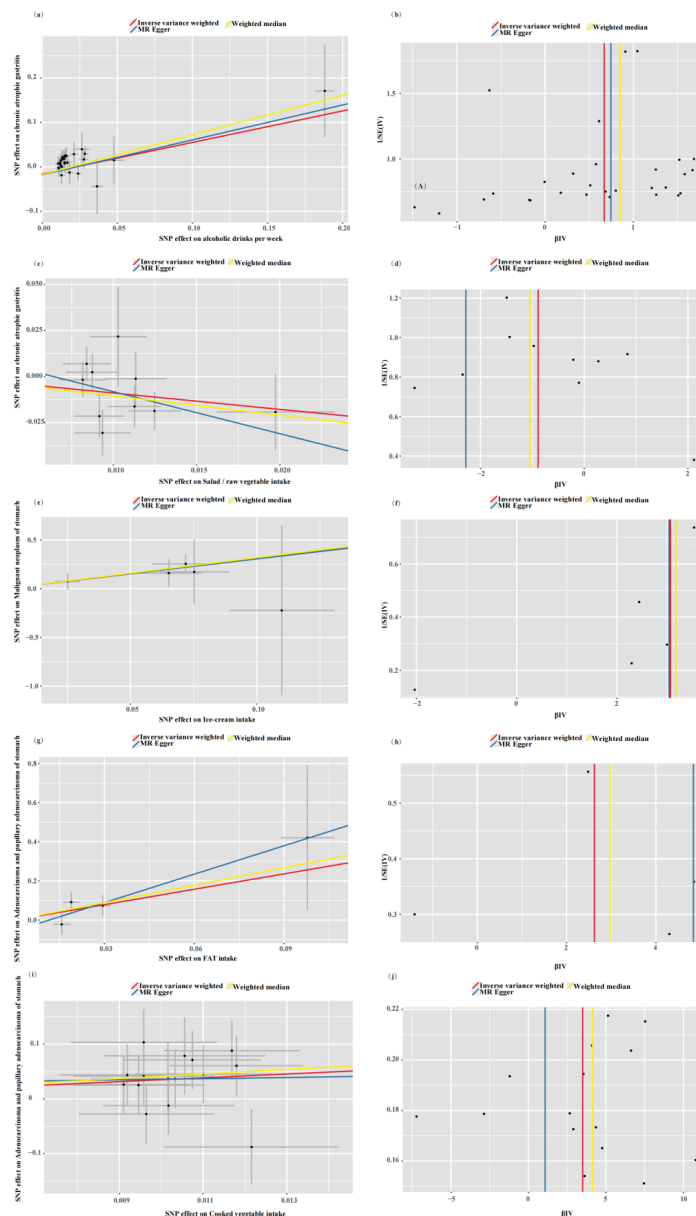 (a)
Inverse variance weighted Weighted median
MR Egger
SNP effect on chronic atrophic gastritis
0.2
0.1
0.0
−0.1
0.00 0.05 0.10 0.15 0.20
SNP effect on alcoholic drinks per week
(b)
Inverse variance weighted Weighted median
MR Egger
1/SE(IV)
1.5
1.0
(A)
−1 0 1
βIV
(c)
Inverse variance weighted Weighted median
MR Egger
SNP effect on chronic atrophic gastritis
0.050
0.025
0.000
−0.025
0.010 0.015 0.020
SNP effect on Salad / raw vegetable intake
(d)
Inverse variance weighted Weighted median
MR Egger
1/SE(IV)
1.2
1.0
0.8
0.6
0.4
−2 0 2
βIV
(e)
Inverse variance weighted Weighted median
MR Egger
SNP effect on Malignant neoplasm of stomach
0.5
0.0
−0.5
−1.0
0.05 0.10
SNP effect on Ice-cream intake
(f)
Inverse variance weighted Weighted median
MR Egger
1/SE(IV)
0.6
0.4
0.2
−2 0 2
βIV
(g)
Inverse variance weighted Weighted median
MR Egger
SNP effect on Adenocarcinoma and papillary adenocarcinoma of stomach
0.8
0.6
0.4
0.2
0.0
0.03 0.06 0.09
SNP effect on FAT intake
(h)
Inverse variance weighted Weighted median
MR Egger
1/SE(IV)
0.5
0.4
0.3
0 4
βIV
(i)
Inverse variance weighted Weighted median
MR Egger
SNP effect on Adenocarcinoma and papillary adenocarcinoma of stomach
0.1
0
−0.1
0.009 0.011 0.013
SNP effect on Cooked vegetable intake
(j)
Inverse variance weighted Weighted median
MR Egger
1/SE(IV)
0.22
0.20
0.18
0.16
−5 0 5 10
βIV